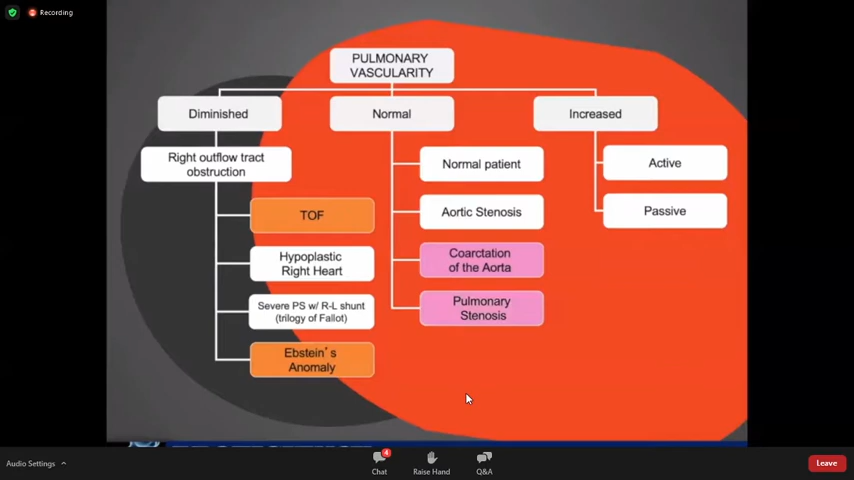 Recording
PULMONARY
VASCULARITY
Diminished
Normal
Increased
Right outflow tract
obstruction
Normal patient
Active
TOF
Aortic Stenosis
Passive
Hypoplastic
Right Heart
Coarctation
of the Aorta
Severe PS w/ R-L shunt
(trilogy of Fallot)
Pulmonary
Stenosis
Ebstein's
Anomaly
Audio Settings
4
Chat
Raise Hand
Q&A
Leave